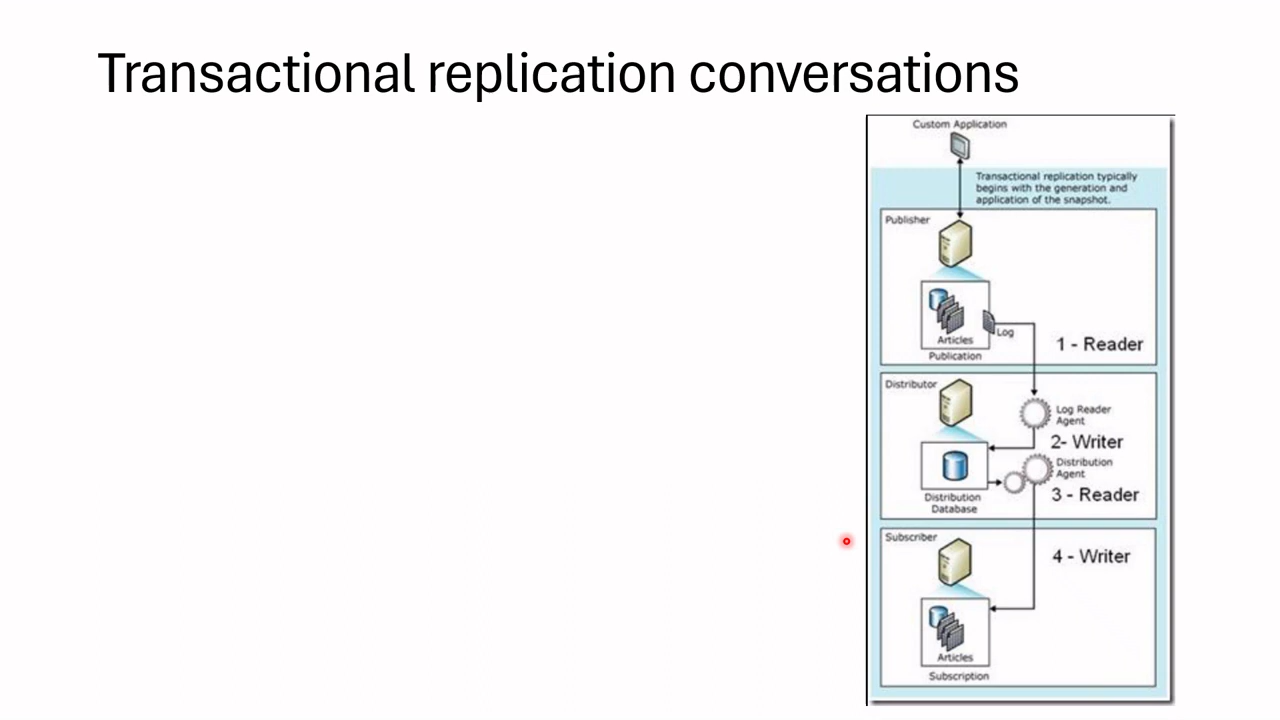 Transactional replication conversations
Custom Application
Transactional replication typically
begins with the generation and
application of the snapshot.
Publisher
Log
Articles
Publication
1 - Reader
Distributor
Log Reader
Agent
2- Writer
Distribution
Agent
3 - Reader
Distribution
Database
Subscriber
4 - Writer
Articles
Subscription